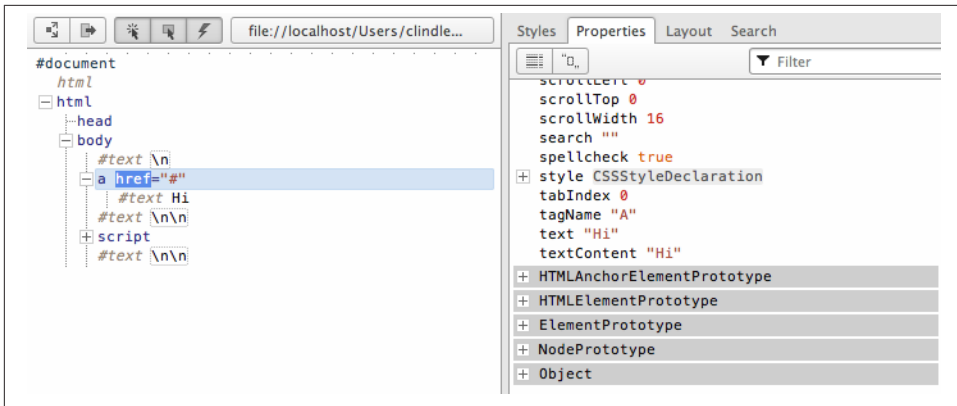 file://localhost/Users/clindle...
#document
html
html
head
body
#text \n
a href="#"
#text Hi
#text \n\n
script
#text \n\n
Styles Properties Layout Search
Filter
scrollLeft 0
scrollTop 0
scrollWidth 16
search ""
spellcheck true
style CSSStyleDeclaration
tabIndex 0
tagName "A"
text "Hi"
textContent "Hi"
HTMLAnchorElementPrototype
HTMLElementPrototype
ElementPrototype
NodePrototype
Object